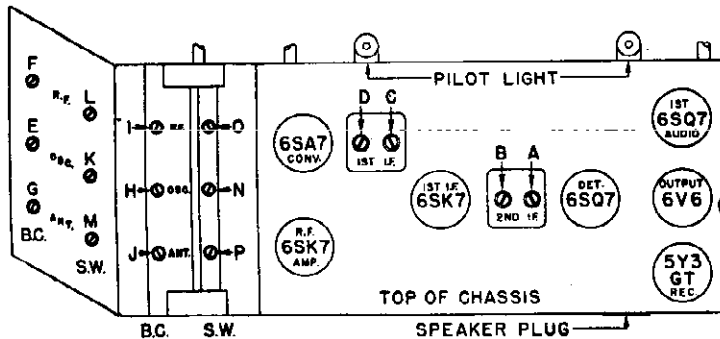 F
R.F.
L
E
OSC.
K
G
ANT.
M
B.C.
S.W.
I
R.F.
O
H
OSC.
N
J
ANT.
P
B.C.
S.W.
PILOT LIGHT
6SA7
CONV.
D C
1ST I.F.
R.F.
6SK7
AMP.
1ST I.F.
6SK7
B A
2ND I.F.
DET.
6SQ7
1ST
6SQ7
AUDIO
OUTPUT
6V6
5Y3
GT
REC.
TOP OF CHASSIS
SPEAKER PLUG